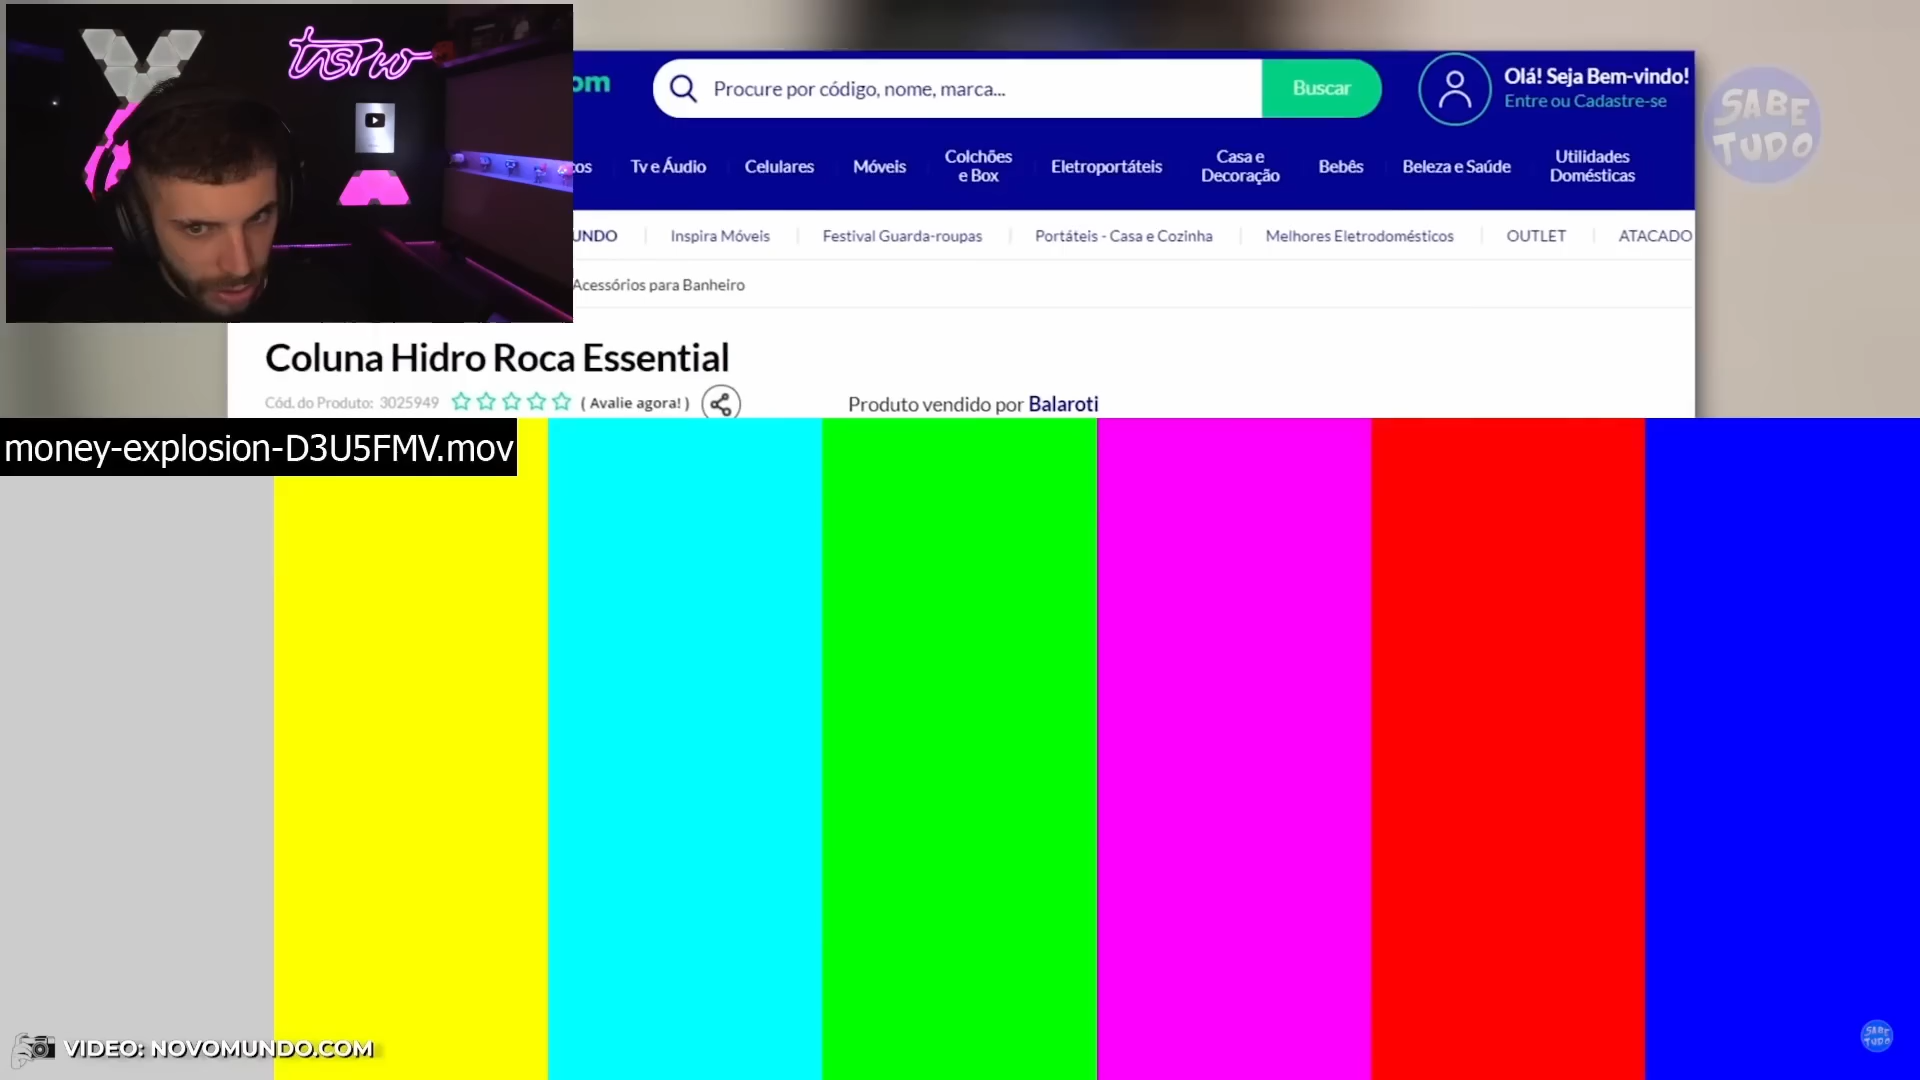 Procure por código, nome, marca...
Buscar
Olá! Seja Bem-vindo!
Entre ou Cadastre-se
SABE
TUDO
Tv e Áudio
Celulares
Móveis
Colchões
e Box
Eletroportáteis
Casa e
Decoração
Bebês
Beleza e Saúde
Utilidades
Domésticas
UNDO
Inspira Móveis
Festival Guarda-roupas
Portáteis - Casa e Cozinha
Melhores Eletrodomésticos
OUTLET
ATACADO
Acessórios para Banheiro
Coluna Hidro Roca Essential
Cód. do Produto: 3025949
( Avalie agora! )
Produto vendido por Balaroti
money-explosion-D3U5FMV.mov
VIDEO: NOVOMUNDO.COM
SABE
TUDO